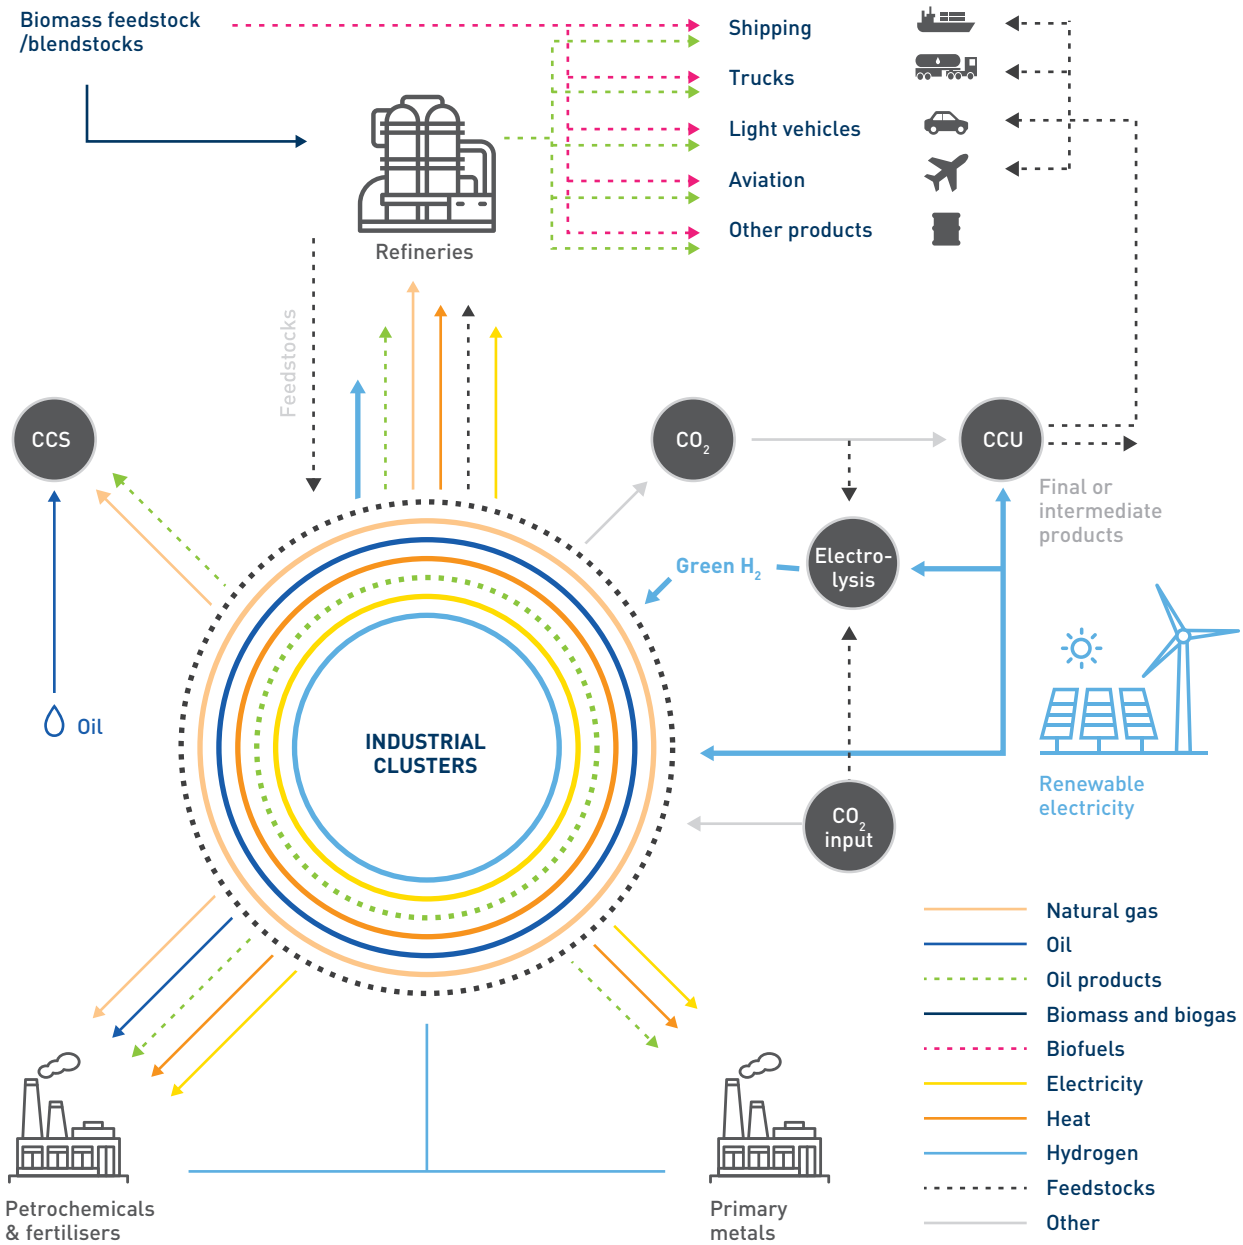 Biomass feedstock
/blendstocks
Shipping
Trucks
Light vehicles
Aviation
Other products
Refineries
Feedstocks
CCS
CO₂
CCU
Final or
intermediate
products
Electro-
lysis
Green H₂
Oil
INDUSTRIAL
CLUSTERS
Renewable
electricity
CO₂
input
Natural gas
Oil
Oil products
Biomass and biogas
Biofuels
Electricity
Heat
Hydrogen
Feedstocks
Other
Petrochemicals
& fertilisers
Primary
metals